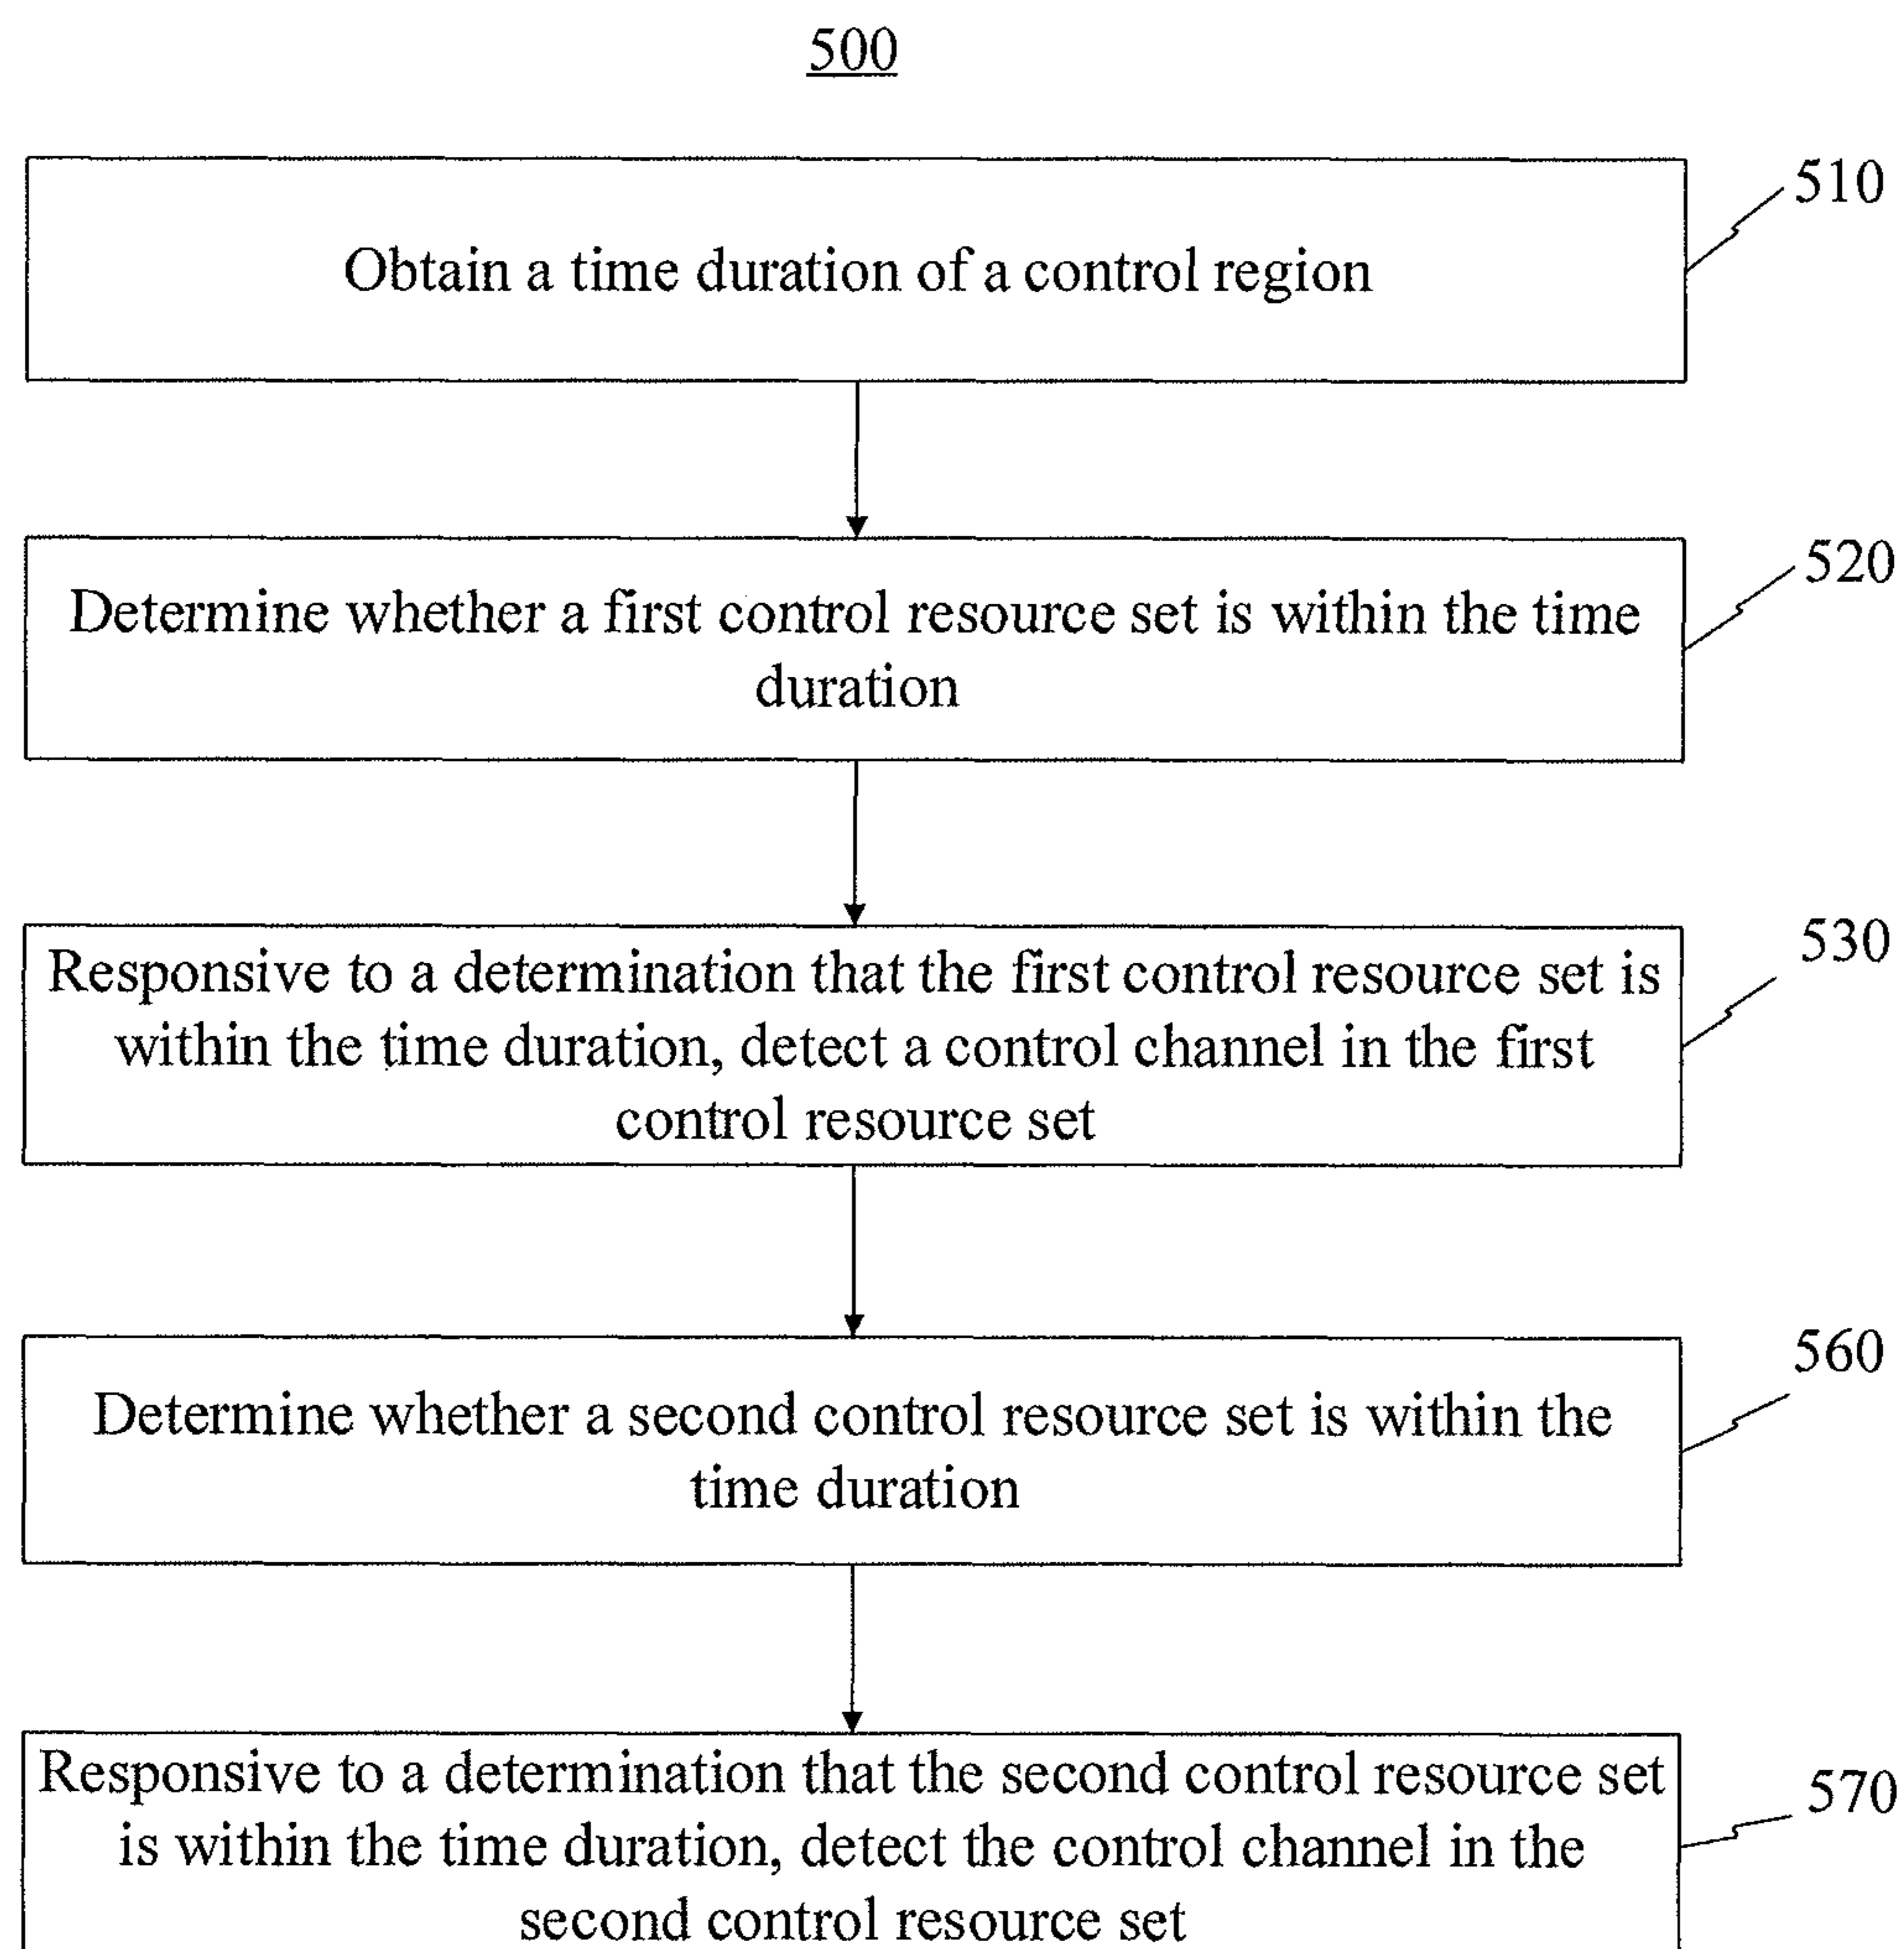 500
510
Obtain a time duration of a control region
520
Determine whether a first control resource set is within the time
duration
530
Responsive to a determination that the first control resource set is
within the time duration, detect a control channel in the first
control resource set
560
Determine whether a second control resource set is within the
time duration
570
Responsive to a determination that the second control resource set
is within the time duration, detect the control channel in the
second control resource set